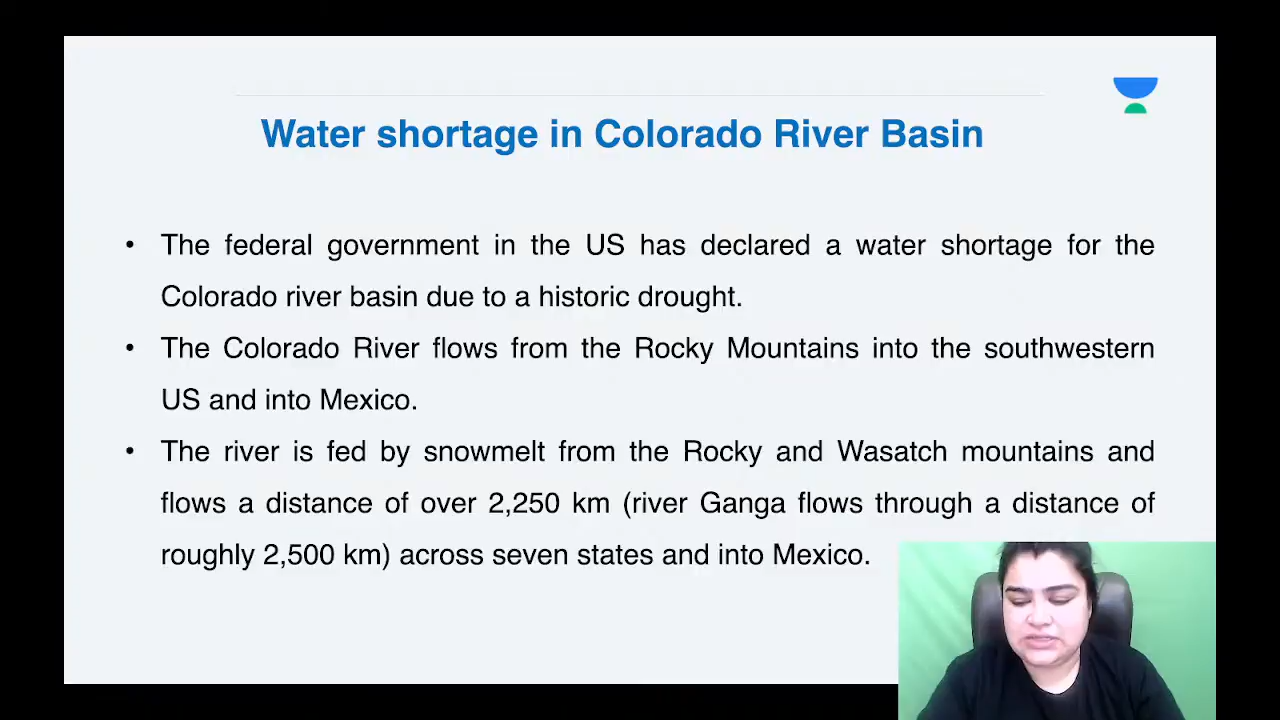 Water shortage in Colorado River Basin
• The federal government in the US has declared a water shortage for the
Colorado river basin due to a historic drought.
• The Colorado River flows from the Rocky Mountains into the southwestern
US and into Mexico.
• The river is fed by snowmelt from the Rocky and Wasatch mountains and
flows a distance of over 2,250 km (river Ganga flows through a distance of
roughly 2,500 km) across seven states and into Mexico.